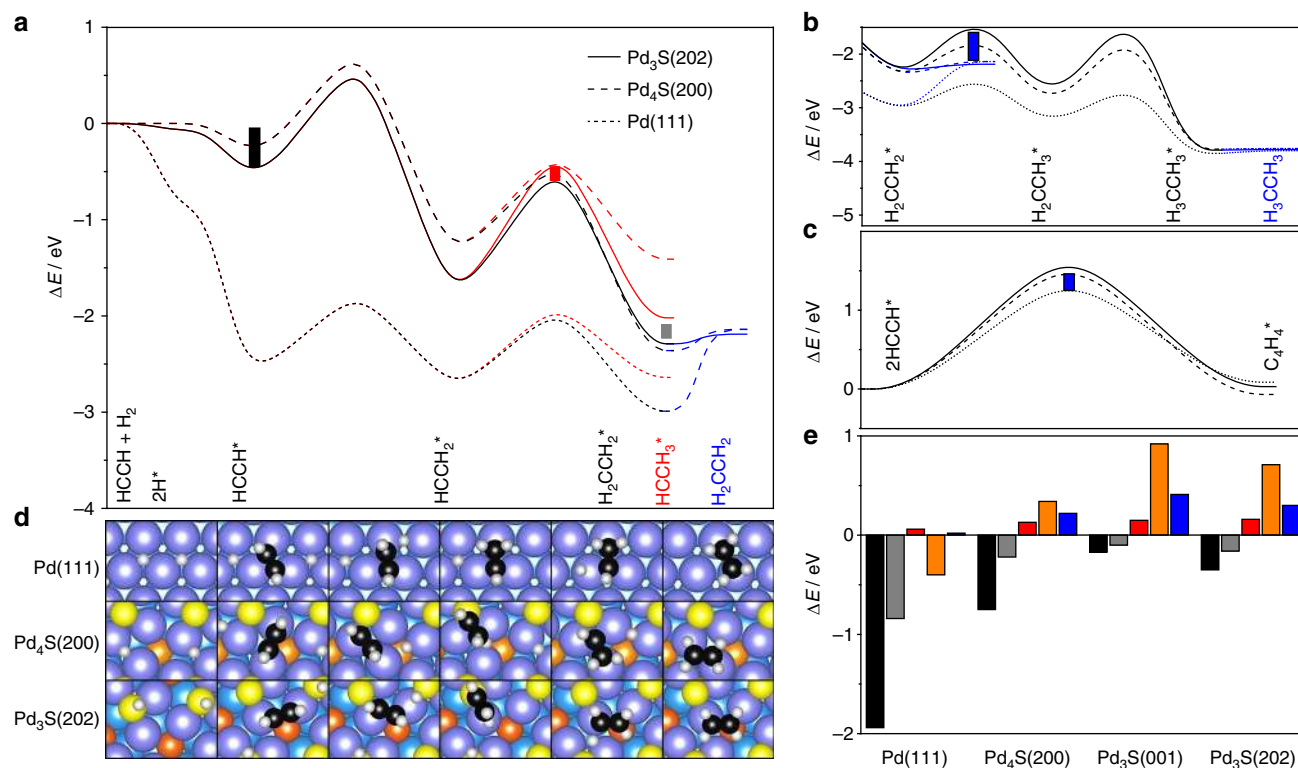 a
1
0
−1
−2
−3
−4
ΔE / eV
Pd3S(202)
Pd4S(200)
Pd(111)
HCCH + H2
2H*
HCCH*
HCCH2*
H2CCH2*
HCCH3*
H2CCH2
b
−2
−3
−4
−5
ΔE / eV
H2CCH2*
H2CCH3*
H3CCH3*
H3CCH3
c
1
0
ΔE / eV
2HCCH*
C4H4*
d
Pd(111)
Pd4S(200)
Pd3S(202)
e
1
0
−1
−2
ΔE / eV
Pd(111)
Pd4S(200)
Pd3S(001)
Pd3S(202)